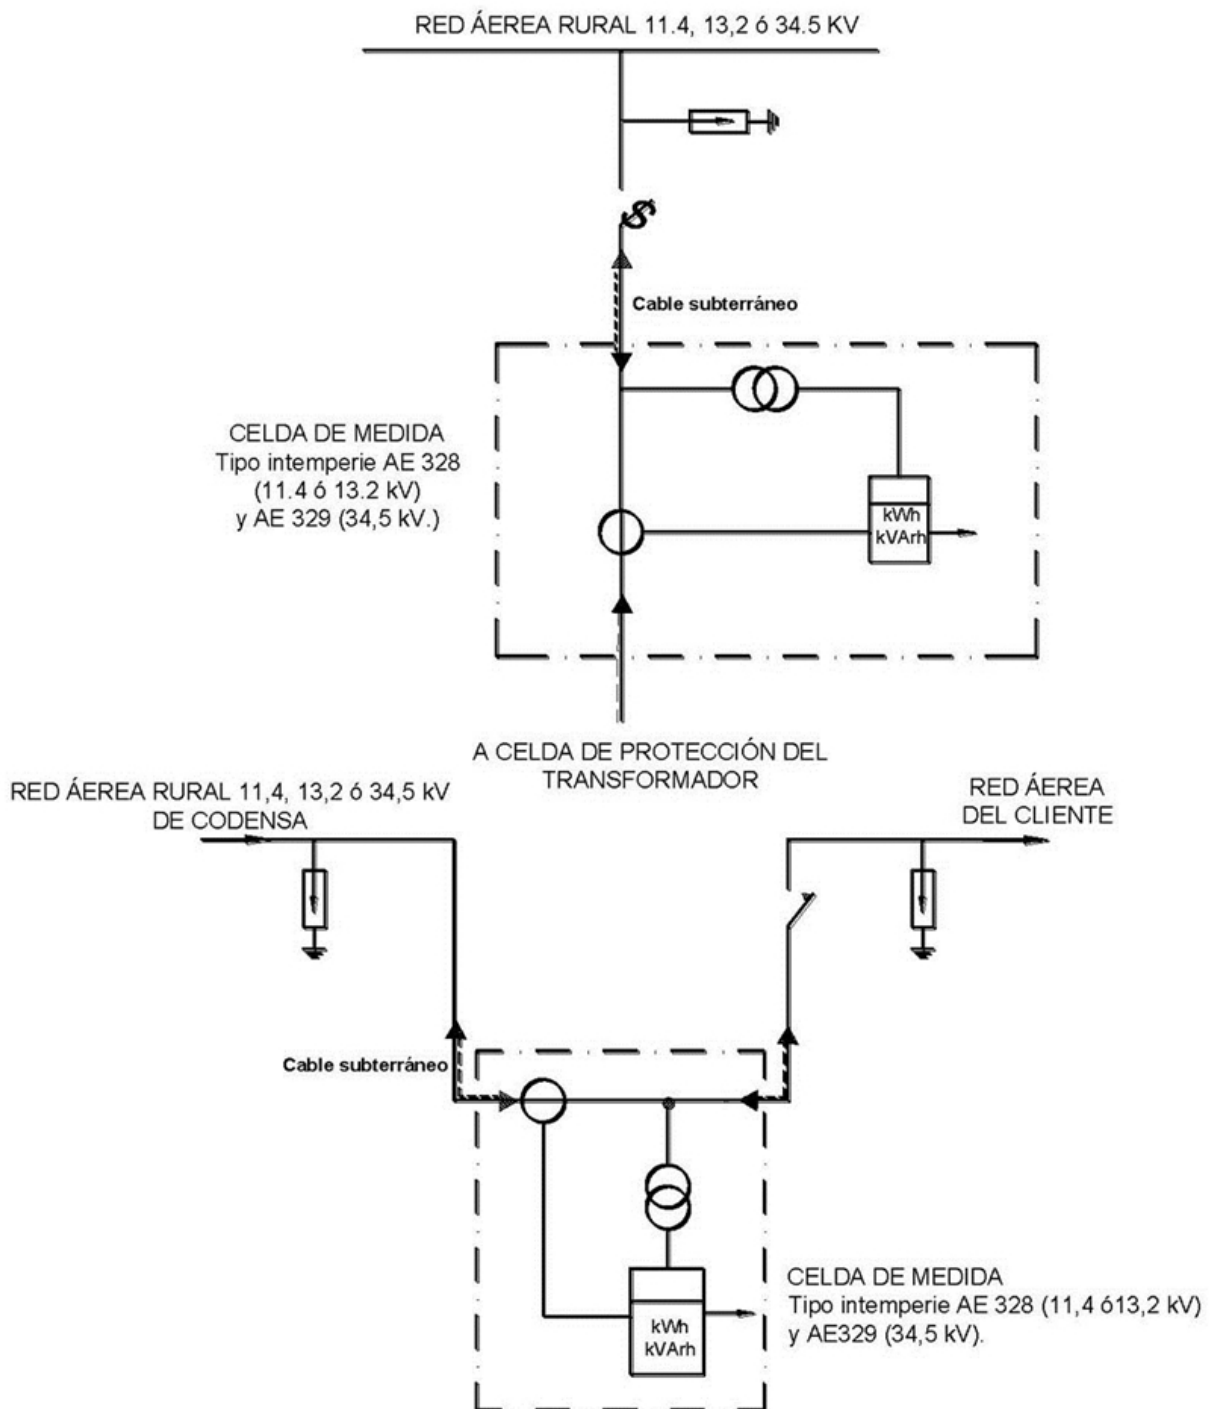 RED ÁEREA RURAL 11.4, 13,2 ó 34.5 KV
Cable subterráneo
CELDA DE MEDIDA
Tipo intemperie AE 328
(11.4 ó 13.2 kV)
y AE 329 (34,5 kV.)
kWh
kVArh
A CELDA DE PROTECCIÓN DEL
TRANSFORMADOR
RED ÁEREA RURAL 11,4, 13,2 ó 34,5 kV
DE CODENSA
RED ÁEREA
DEL CLIENTE
Cable subterráneo
kWh
kVArh
CELDA DE MEDIDA
Tipo intemperie AE 328 (11,4 ó13,2 kV)
y AE329 (34,5 kV).